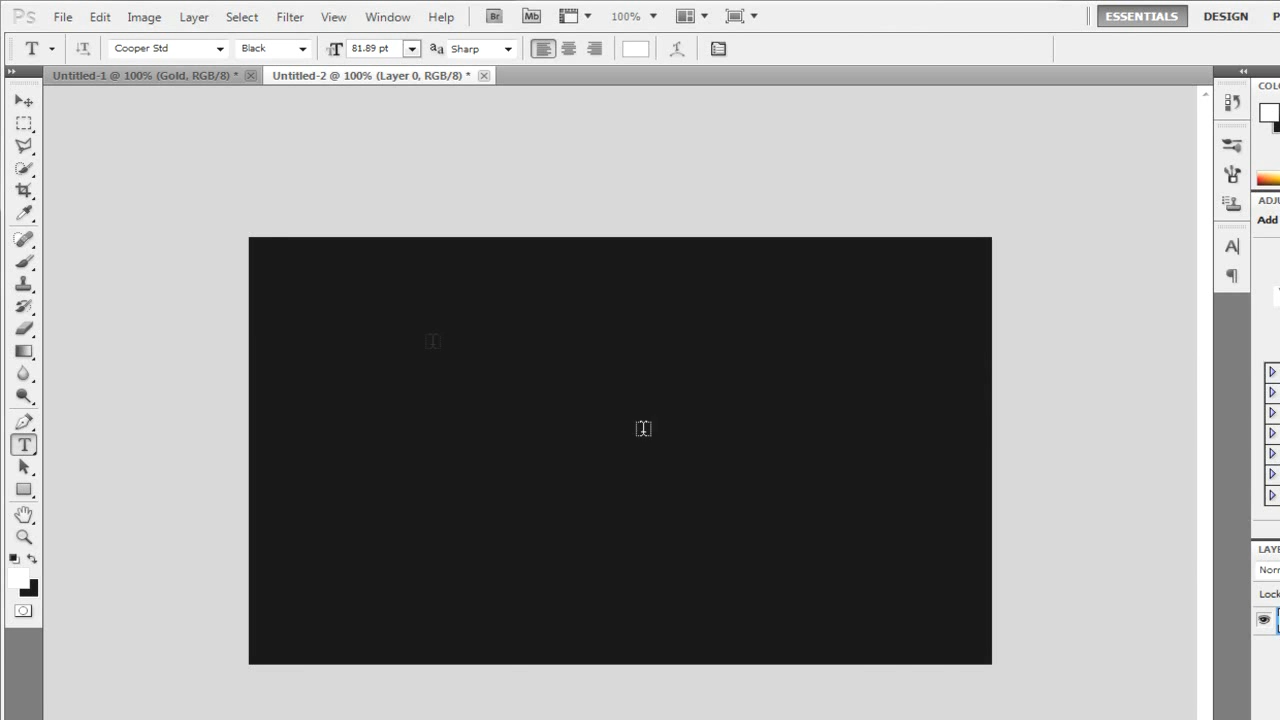 Ps File Edit Image Layer Select Filter View Window Help Br Mb 100% ESSENTIALS DESIGN P
T Cooper Std Black T 81.89 pt aa Sharp
Untitled-1 @ 100% (Gold, RGB/8) * Untitled-2 @ 100% (Layer 0, RGB/8) *
COLO
ADJU
Add
A
T
LAYE
Norr
Lock